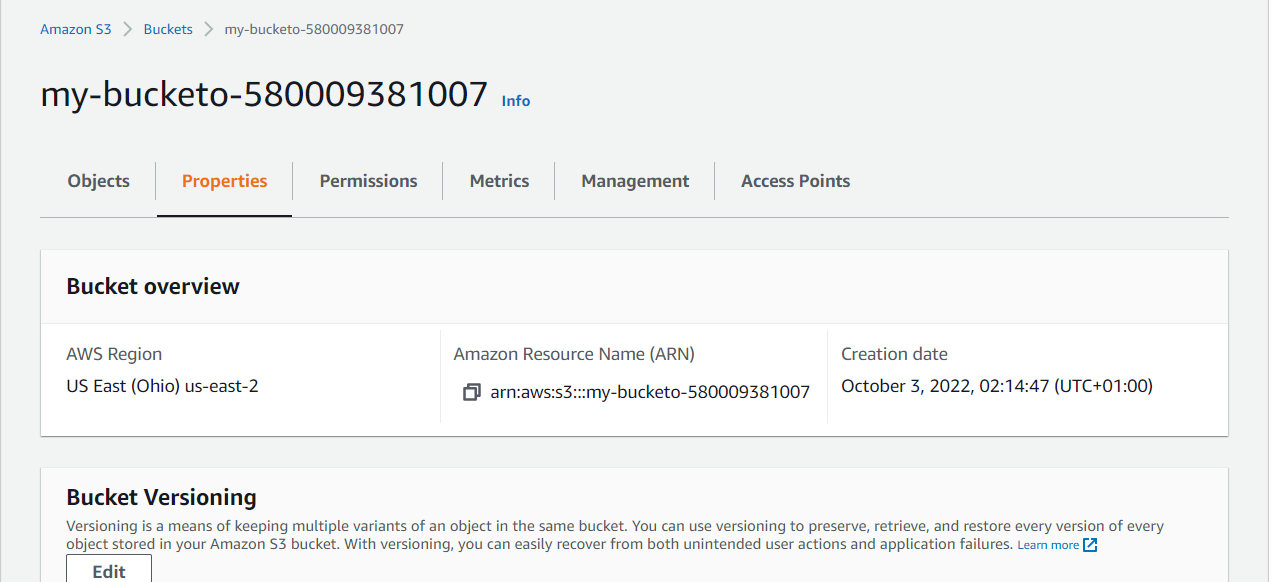 Amazon S3 > Buckets > my-bucketo-580009381007
my-bucketo-580009381007 Info
Objects Properties Permissions Metrics Management Access Points
Bucket overview
AWS Region
US East (Ohio) us-east-2
Amazon Resource Name (ARN)
arn:aws:s3:::my-bucketo-580009381007
Creation date
October 3, 2022, 02:14:47 (UTC+01:00)
Bucket Versioning
Versioning is a means of keeping multiple variants of an object in the same bucket. You can use versioning to preserve, retrieve, and restore every version of every
object stored in your Amazon S3 bucket. With versioning, you can easily recover from both unintended user actions and application failures. Learn more
Edit